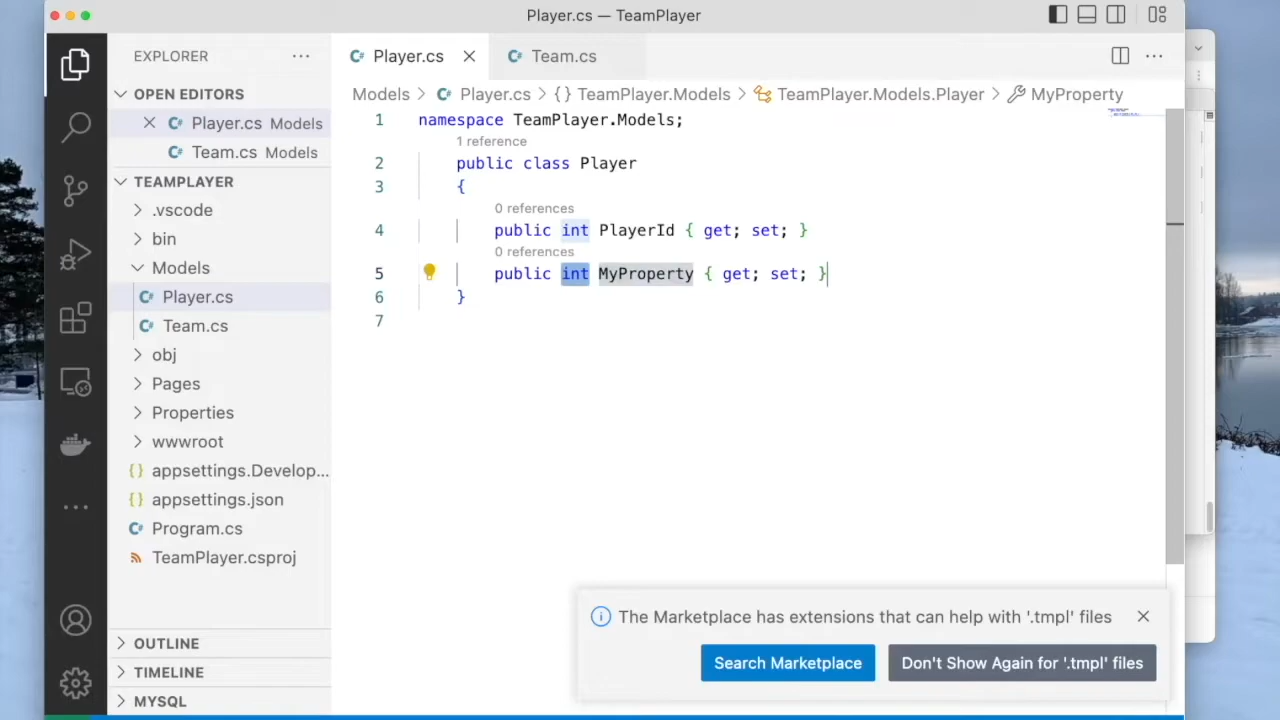 Player.cs — TeamPlayer
EXPLORER
OPEN EDITORS
Player.cs Models
Team.cs Models
TEAMPLAYER
.vscode
bin
Models
Player.cs
Team.cs
obj
Pages
Properties
wwwroot
appsettings.Develop...
appsettings.json
Program.cs
TeamPlayer.csproj
OUTLINE
TIMELINE
MYSQL
Player.cs
Team.cs
Models > Player.cs > {} TeamPlayer.Models > TeamPlayer.Models.Player > MyProperty
1 namespace TeamPlayer.Models;
1 reference
2 public class Player
3 {
0 references
4 public int PlayerId { get; set; }
0 references
5 public int MyProperty { get; set; }
6 }
7
The Marketplace has extensions that can help with '.tmpl' files
Search Marketplace
Don't Show Again for '.tmpl' files